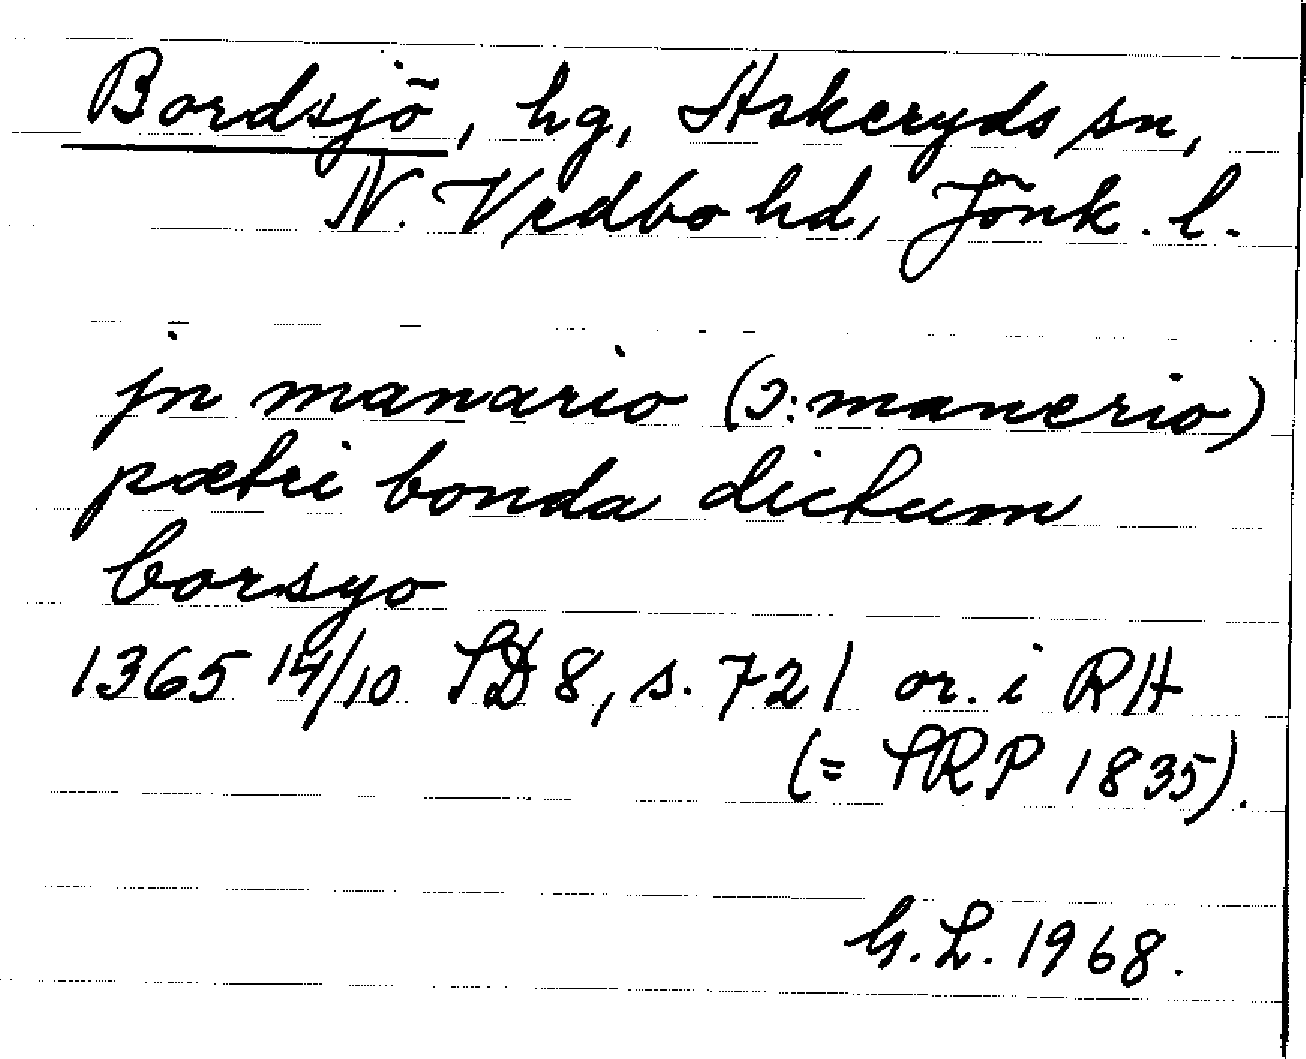 Bordsjö, hg, Askeryds sn,
N. Vedbo hd, Jönk. l.
jn manario (ɔ: manerio)
pætri bonda dictum
borsyo
1365 14/10 SD 8, s. 721 or. i RA
(= SRP 1835).
G.L. 1968.